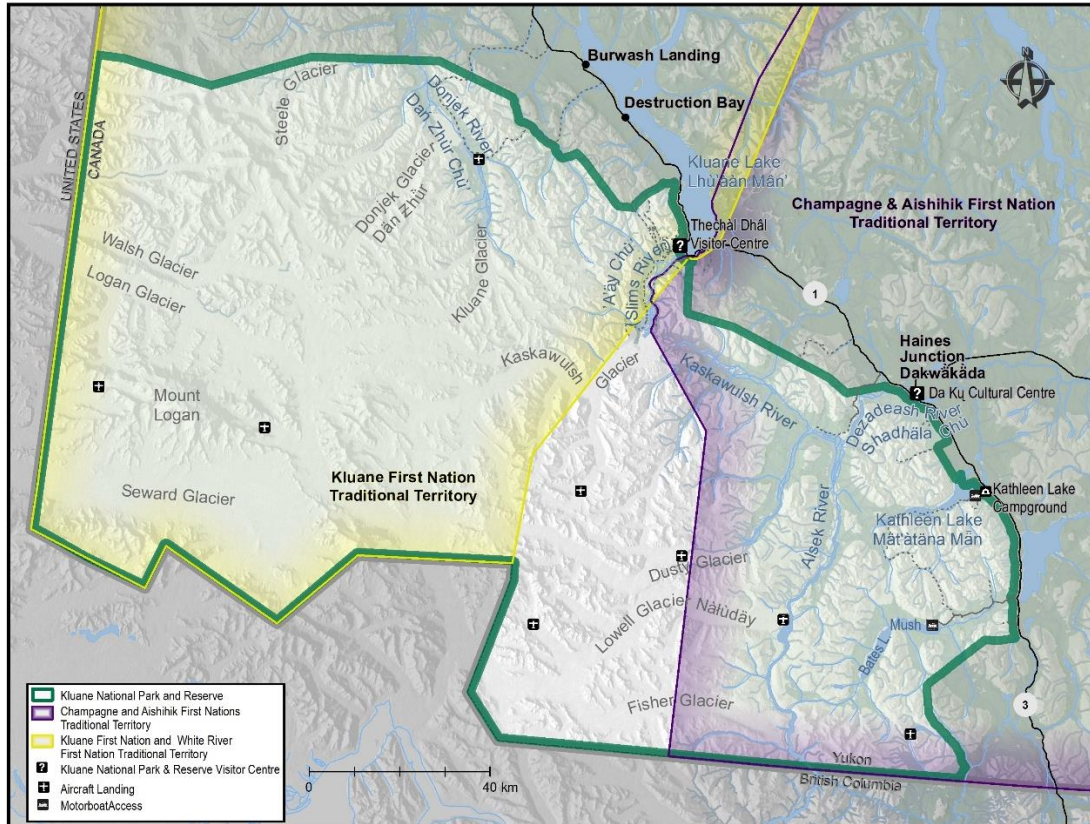 Burwash Landing
Destruction Bay
N
UNITED STATES
CANADA
Steele Glacier
Donjek River
Dań Zhùr Chù'
Donjek Glacier
Dän Zhùr
Kluane Lake
Lhù'ààn Mân'
Champagne & Aishihik First Nation
Traditional Territory
Thechàl Dhâl
Visitor Centre
Walsh Glacier
Logan Glacier
Kluane Glacier
'A'äy Chù'
Slims River
1
Haines
Junction
Dakwäkäda
Da Kų Cultural Centre
Kaskawulsh
Glacier
Kaskawulsh River
Dezadeash River
Shadhäla Chù
Mount
Logan
Kluane First Nation
Traditional Territory
Seward Glacier
Kathleen Lake
Campground
Kathleen Lake
Mät'àtäna Män
Alsek River
Dusty Glacier
Lowell Glacier Nàłùdäy
Mush
Bates L.
Fisher Glacier
3
Yukon
British Columbia
Kluane National Park and Reserve
Champagne and Aishihik First Nations
Traditional Territory
Kluane First Nation and White River
First Nation Traditional Territory
? Kluane National Park & Reserve Visitor Centre
Aircraft Landing
MotorboatAccess
0 40 km